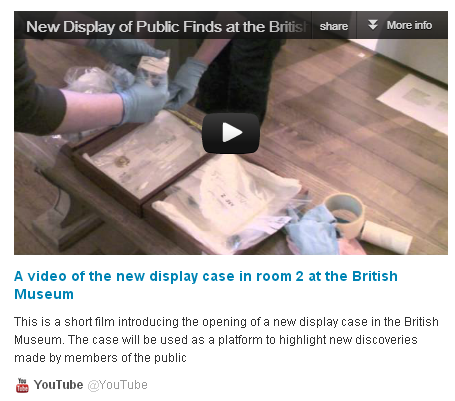 New Display of Public Finds at the British
share
More info
A video of the new display case in room 2 at the British
Museum
This is a short film introducing the opening of a new display case in the British
Museum. The case will be used as a platform to highlight new discoveries
made by members of the public
You Tube YouTube @YouTube